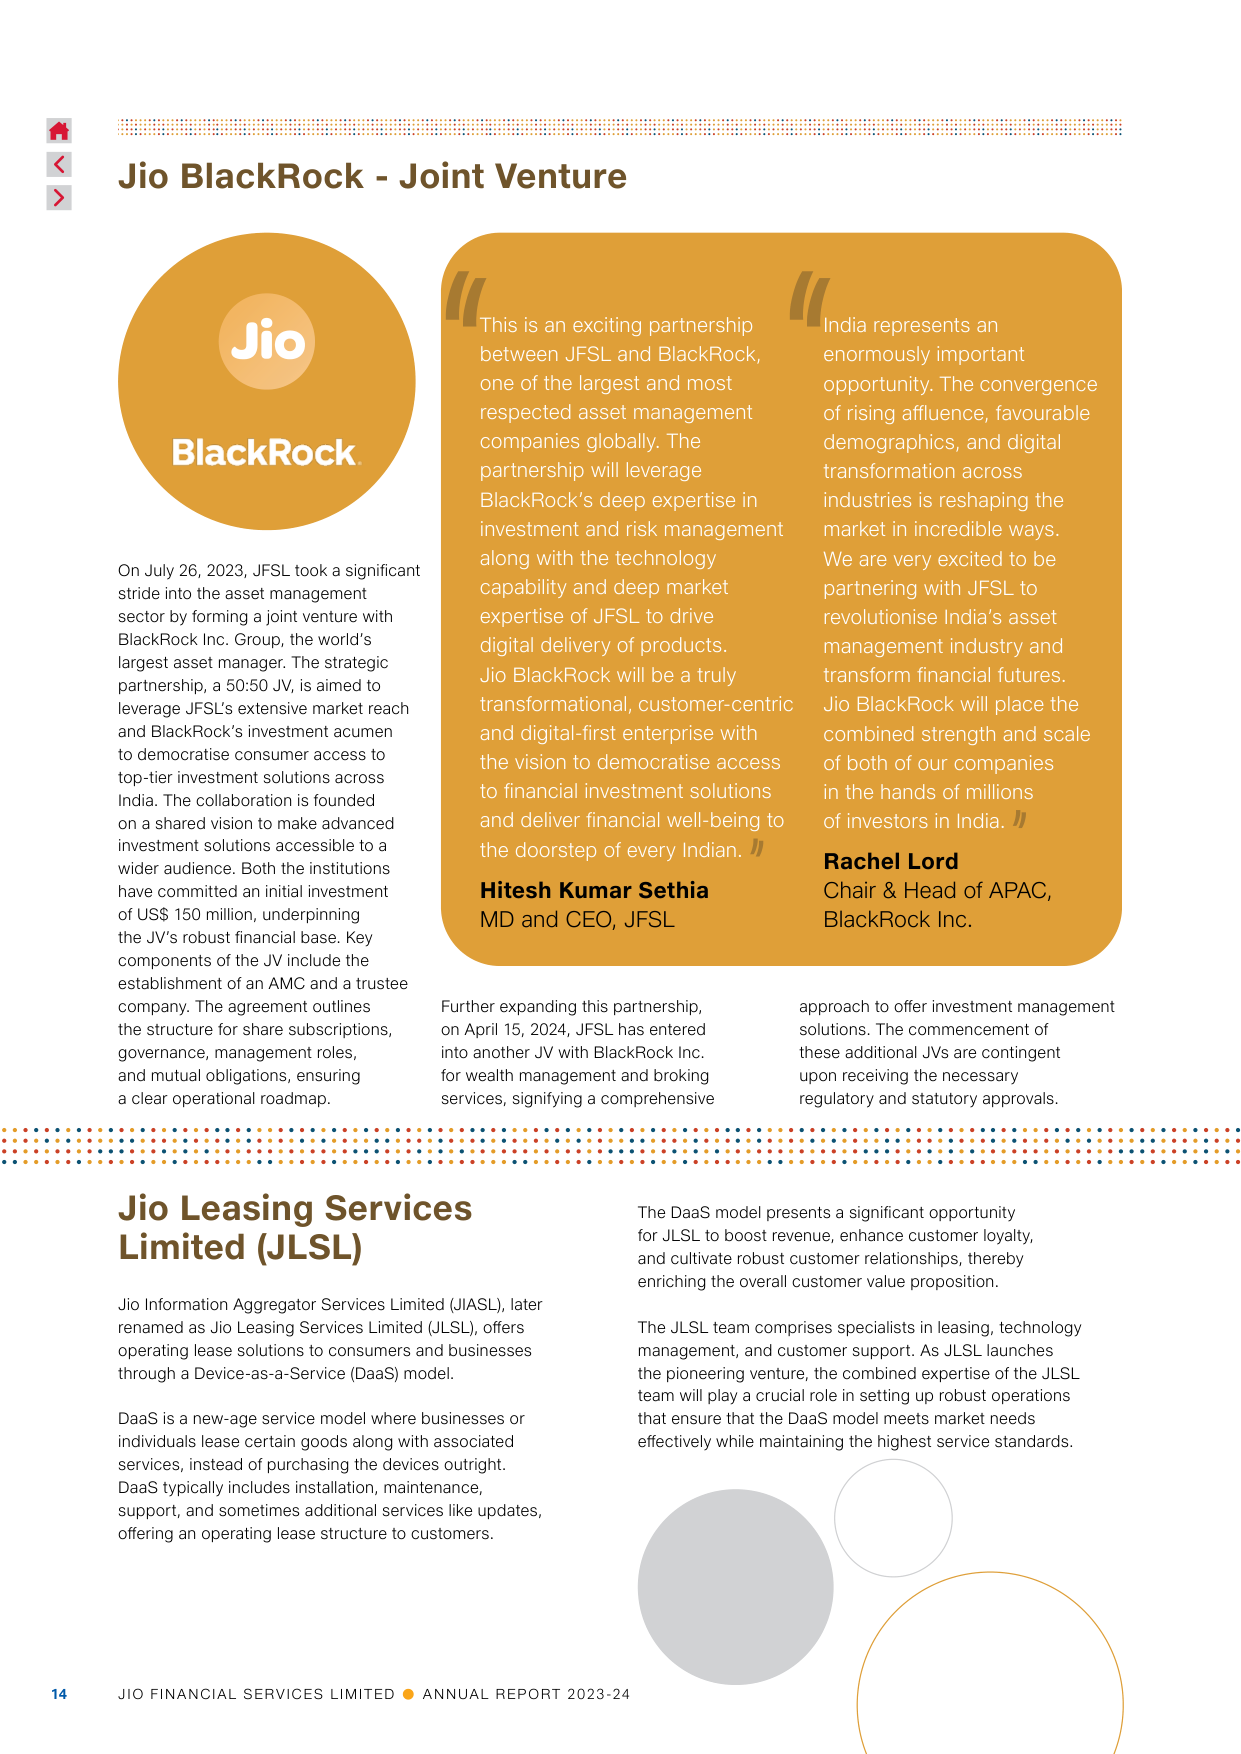 Jio BlackRock - Joint Venture
Jio
BlackRock
On July 26, 2023, JFSL took a significant
stride into the asset management
sector by forming a joint venture with
BlackRock Inc. Group, the world’s
largest asset manager. The strategic
partnership, a 50:50 JV, is aimed to
leverage JFSL’s extensive market reach
and BlackRock’s investment acumen
to democratise consumer access to
top-tier investment solutions across
India. The collaboration is founded
on a shared vision to make advanced
investment solutions accessible to a
wider audience. Both the institutions
have committed an initial investment
of US$ 150 million, underpinning
the JV’s robust financial base. Key
components of the JV include the
establishment of an AMC and a trustee
company. The agreement outlines
the structure for share subscriptions,
governance, management roles,
and mutual obligations, ensuring
a clear operational roadmap.
"This is an exciting partnership
between JFSL and BlackRock,
one of the largest and most
respected asset management
companies globally. The
partnership will leverage
BlackRock’s deep expertise in
investment and risk management
along with the technology
capability and deep market
expertise of JFSL to drive
digital delivery of products.
Jio BlackRock will be a truly
transformational, customer-centric
and digital-first enterprise with
the vision to democratise access
to financial investment solutions
and deliver financial well-being to
the doorstep of every Indian. "
Hitesh Kumar Sethia
MD and CEO, JFSL
"India represents an
enormously important
opportunity. The convergence
of rising affluence, favourable
demographics, and digital
transformation across
industries is reshaping the
market in incredible ways.
We are very excited to be
partnering with JFSL to
revolutionise India’s asset
management industry and
transform financial futures.
Jio BlackRock will place the
combined strength and scale
of both of our companies
in the hands of millions
of investors in India. "
Rachel Lord
Chair & Head of APAC,
BlackRock Inc.
Further expanding this partnership,
on April 15, 2024, JFSL has entered
into another JV with BlackRock Inc.
for wealth management and broking
services, signifying a comprehensive
approach to offer investment management
solutions. The commencement of
these additional JVs are contingent
upon receiving the necessary
regulatory and statutory approvals.
Jio Leasing Services
Limited (JLSL)
Jio Information Aggregator Services Limited (JIASL), later
renamed as Jio Leasing Services Limited (JLSL), offers
operating lease solutions to consumers and businesses
through a Device-as-a-Service (DaaS) model.
DaaS is a new-age service model where businesses or
individuals lease certain goods along with associated
services, instead of purchasing the devices outright.
DaaS typically includes installation, maintenance,
support, and sometimes additional services like updates,
offering an operating lease structure to customers.
The DaaS model presents a significant opportunity
for JLSL to boost revenue, enhance customer loyalty,
and cultivate robust customer relationships, thereby
enriching the overall customer value proposition.
The JLSL team comprises specialists in leasing, technology
management, and customer support. As JLSL launches
the pioneering venture, the combined expertise of the JLSL
team will play a crucial role in setting up robust operations
that ensure that the DaaS model meets market needs
effectively while maintaining the highest service standards.
14 JIO FINANCIAL SERVICES LIMITED ● ANNUAL REPORT 2023-24